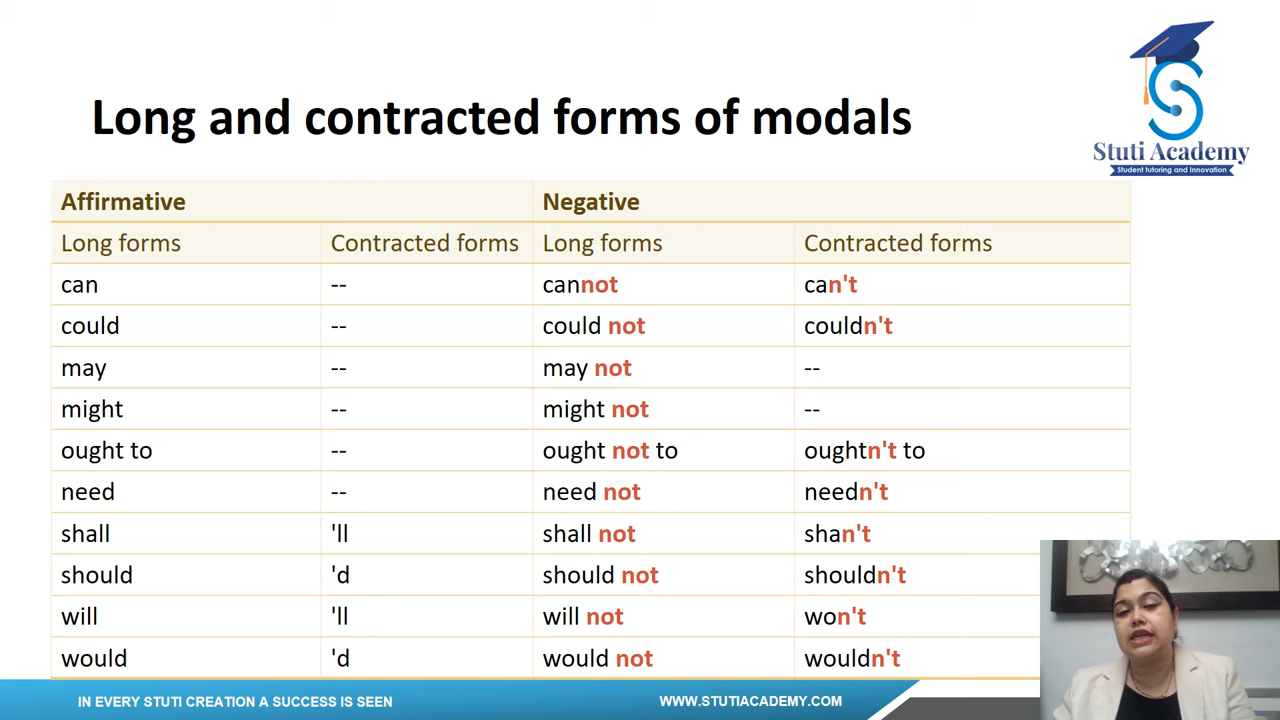 Long and contracted forms of modals
Stuti Academy
Student tutoring and Innovation
Affirmative Negative
Long forms Contracted forms Long forms Contracted forms
can -- cannot can't
could -- could not couldn't
may -- may not --
might -- might not --
ought to -- ought not to oughtn't to
need -- need not needn't
shall 'll shall not shan't
should 'd should not shouldn't
will 'll will not won't
would 'd would not wouldn't
IN EVERY STUTI CREATION A SUCCESS IS SEEN WWW.STUTIACADEMY.COM